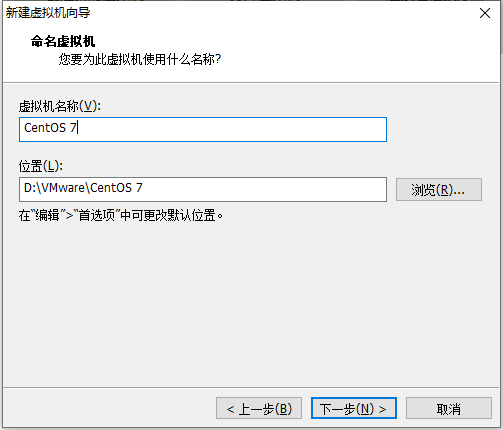 新建虚拟机向导
命名虚拟机
您要为此虚拟机使用什么名称?
虚拟机名称(V):
CentOS 7
位置(L):
D:\VMware\CentOS 7
浏览(R)...
在“编辑”>“首选项”中可更改默认位置。
< 上一步(B)
下一步(N) >
取消